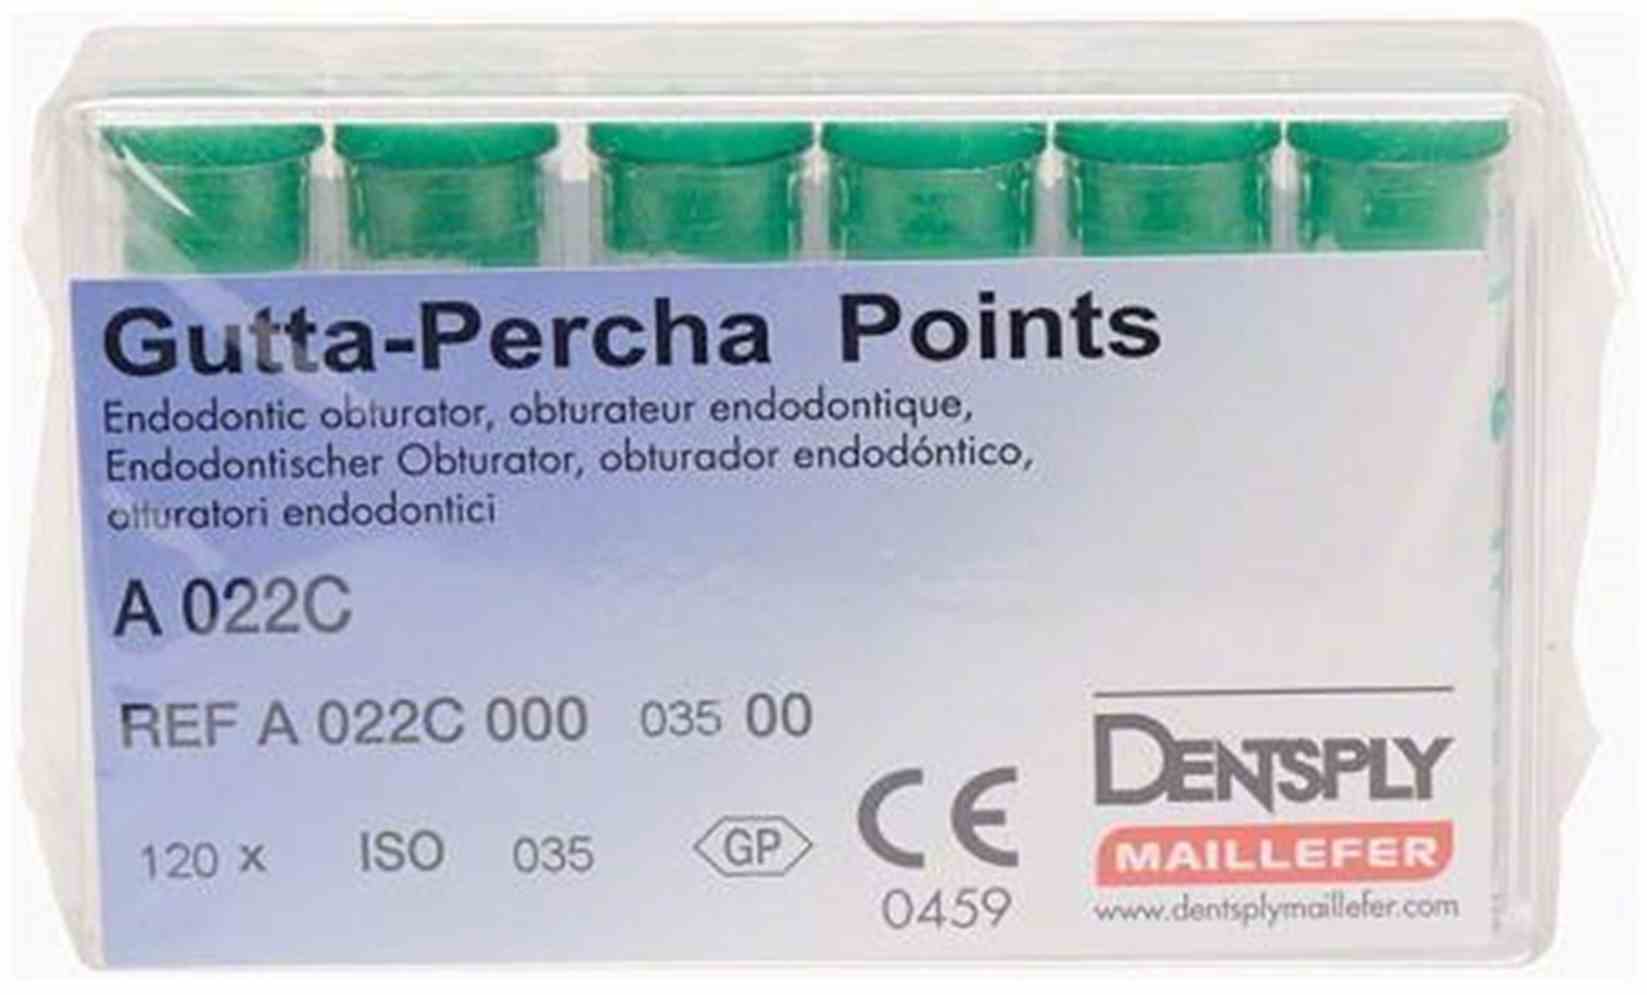 Gutta-Percha Points
Endodontic obturator, obturateur endodontique,
Endodontischer Obturator, obturador endodóntico,
otturatori endodontici
A 022C
REF A 022C 000 035 00
120 x ISO 035 GP CE
0459
DENTSPLY
MAILLEFER
www.dentsplymaillefer.com